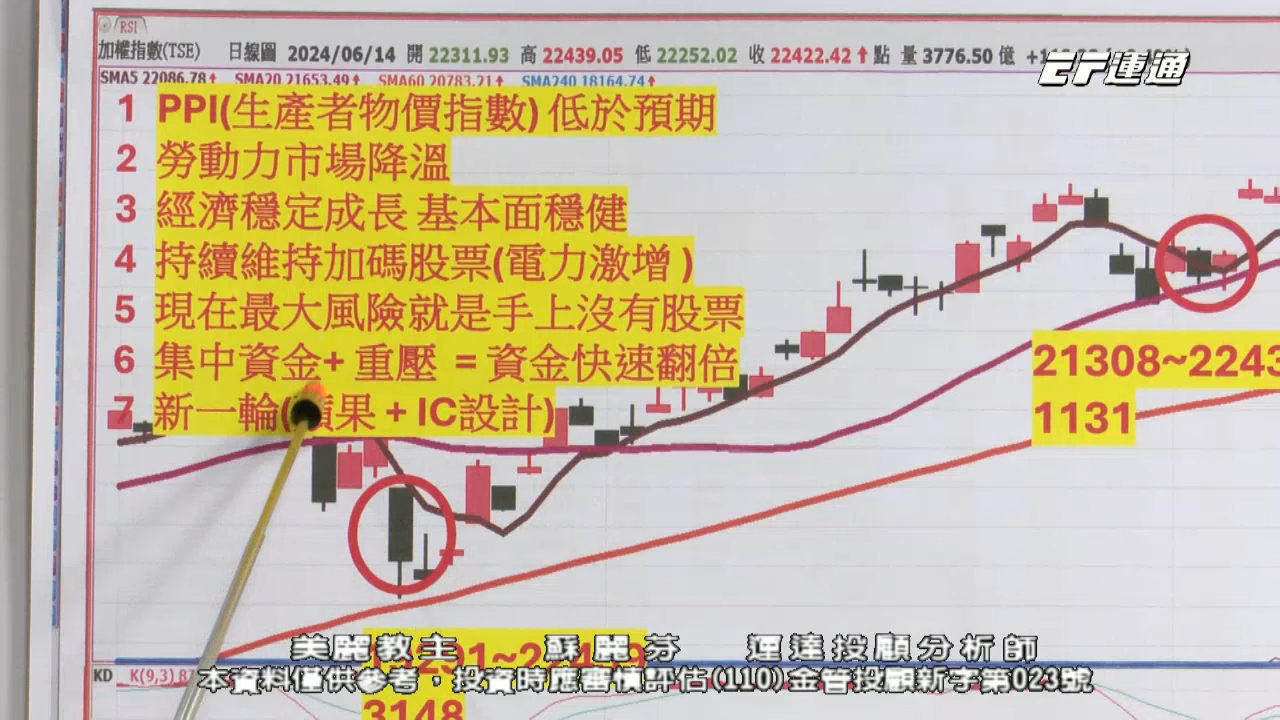 RSI
加權指數(TSE) 日線圖 2024/06/14 開 22311.93 高 22439.05 低 22252.02 收 22422.42↑ 點 量 3776.50 億
EF運通
SMA5 22086.78↑ SMA20 21653.49↑ SMA60 20783.21↑ SMA240 18164.74↑
1 PPI(生產者物價指數) 低於預期
2 勞動力市場降溫
3 經濟穩定成長 基本面穩健
4 持續維持加碼股票(電力激增)
5 現在最大風險就是手上沒有股票
6 集中資金+ 重壓 = 資金快速翻倍
7 新一輪(蘋果 + IC設計)
21308~2243
1131
美麗教主 蘇麗芬 運達投顧分析師
KD K(9,3)
本資料僅供參考，投資時應審慎評估(110)金管投顧新字第023號
3148